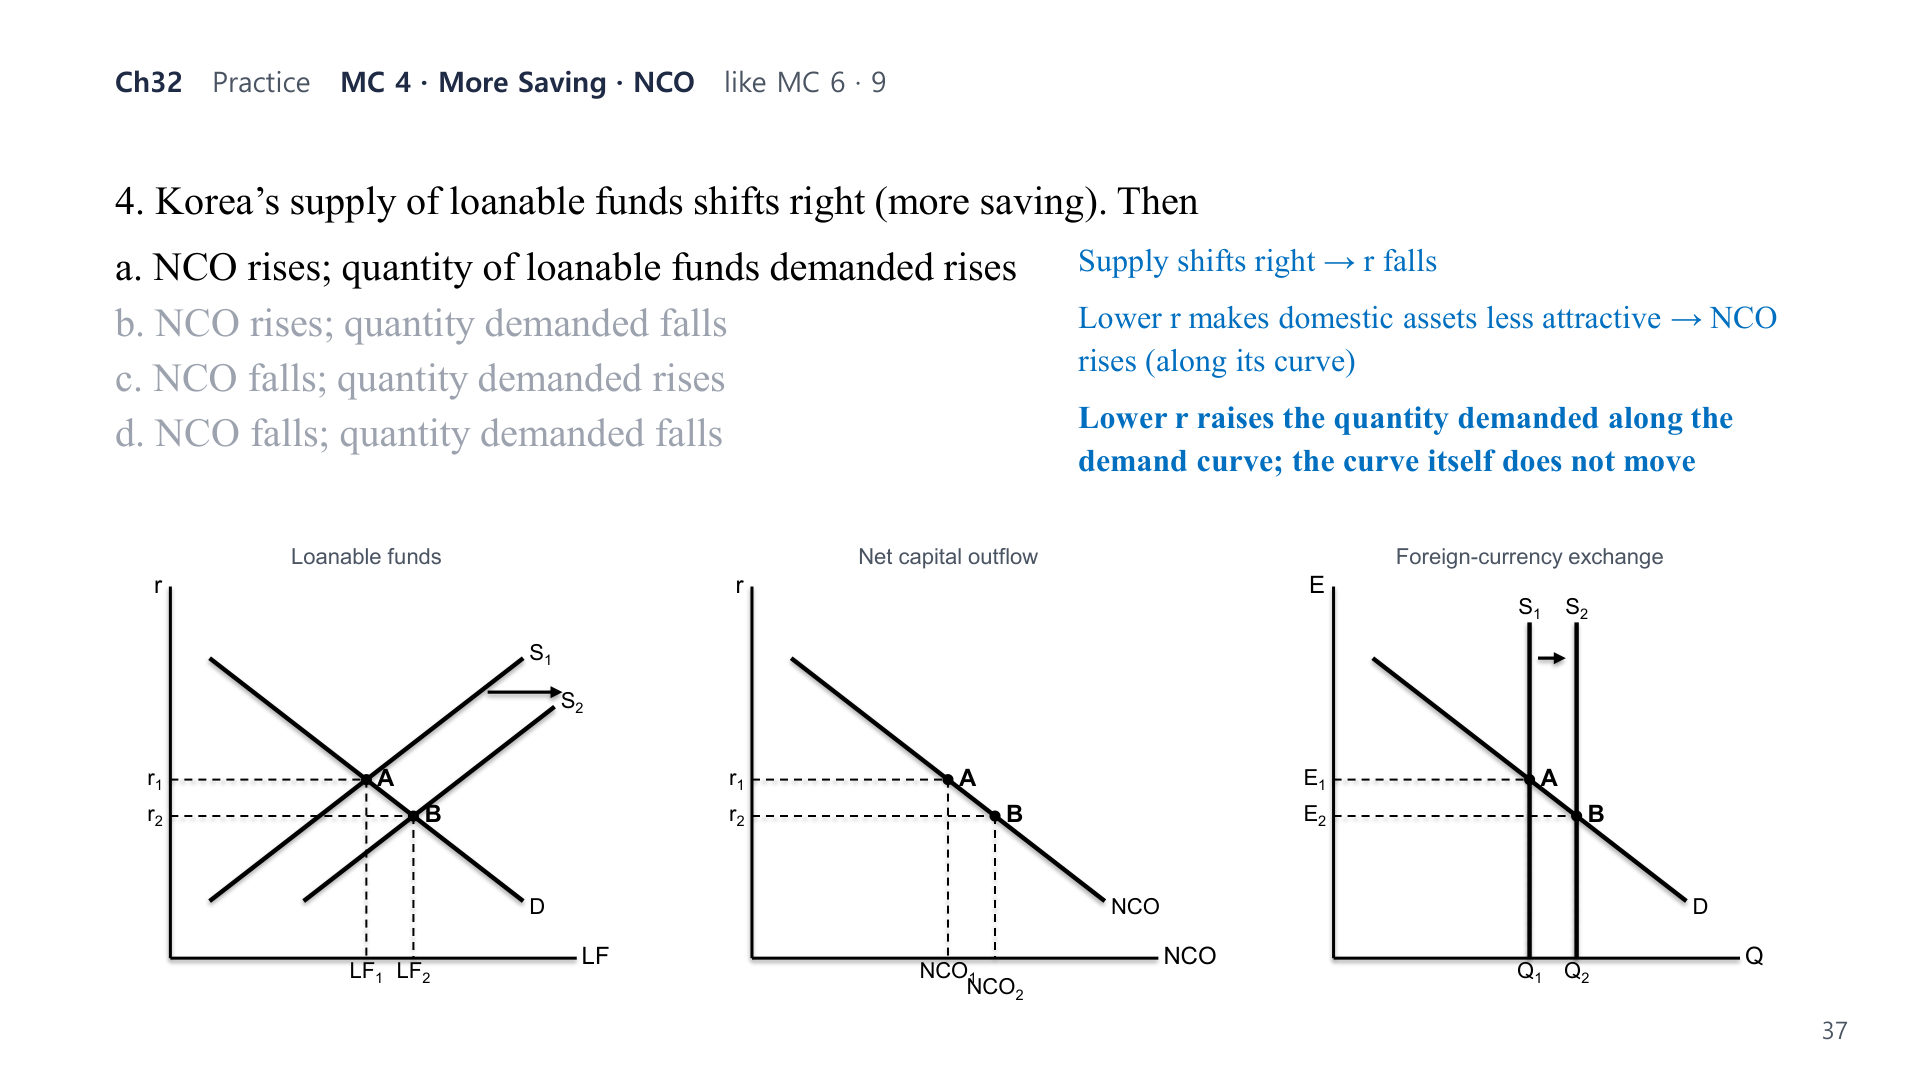 Ch32 Practice MC 4 · More Saving · NCO like MC 6 · 9
4. Korea’s supply of loanable funds shifts right (more saving). Then
a. NCO rises; quantity of loanable funds demanded rises
b. NCO rises; quantity demanded falls
c. NCO falls; quantity demanded rises
d. NCO falls; quantity demanded falls
Supply shifts right → r falls
Lower r makes domestic assets less attractive → NCO
rises (along its curve)
Lower r raises the quantity demanded along the
demand curve; the curve itself does not move
Loanable funds
r
S₁
S₂
r₁
A
r₂
B
D
LF
LF₁ LF₂
Net capital outflow
r
r₁
A
r₂
B
NCO
NCO
NCO₁
NCO₂
Foreign-currency exchange
E
S₁ S₂
E₁
A
E₂
B
D
Q
Q₁ Q₂
37